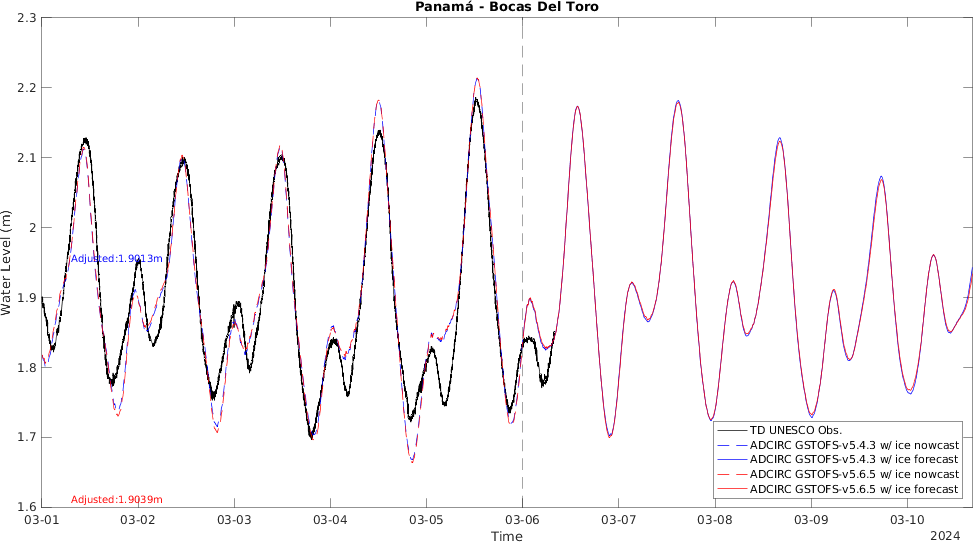 Panamá - Bocas Del Toro
Water Level (m)
2.3
2.2
2.1
2
1.9
1.8
1.7
1.6
Adjusted:1.9013m
Adjusted:1.9039m
TD UNESCO Obs.
ADCIRC GSTOFS-v5.4.3 w/ ice nowcast
ADCIRC GSTOFS-v5.4.3 w/ ice forecast
ADCIRC GSTOFS-v5.6.5 w/ ice nowcast
ADCIRC GSTOFS-v5.6.5 w/ ice forecast
03-01 03-02 03-03 03-04 03-05 03-06 03-07 03-08 03-09 03-10
Time
2024